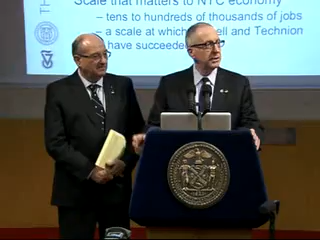 Scale that matters to NYC economy
– tens to hundreds of thousands of jobs
– a scale at which ell and Technion
have succeeded